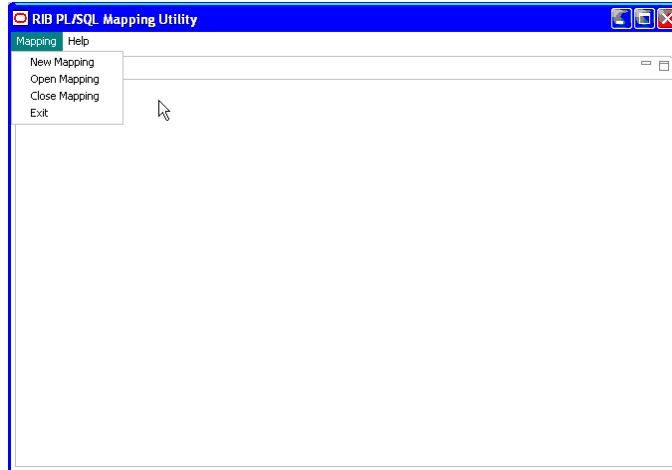 RIB PL/SQL Mapping Utility
Mapping Help
New Mapping
Open Mapping
Close Mapping
Exit